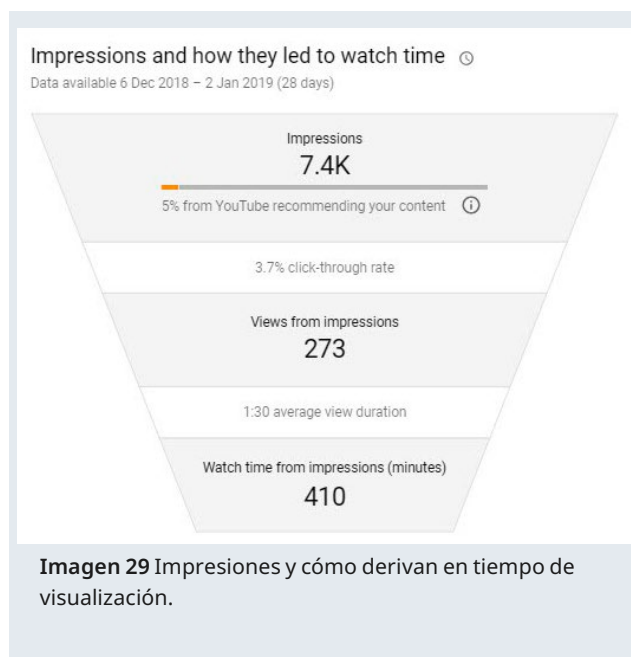 Impressions and how they led to watch time
Data available 6 Dec 2018 – 2 Jan 2019 (28 days)
Impressions
7.4K
5% from YouTube recommending your content
3.7% click-through rate
Views from impressions
273
1:30 average view duration
Watch time from impressions (minutes)
410
Imagen 29 Impresiones y cómo derivan en tiempo de
visualización.